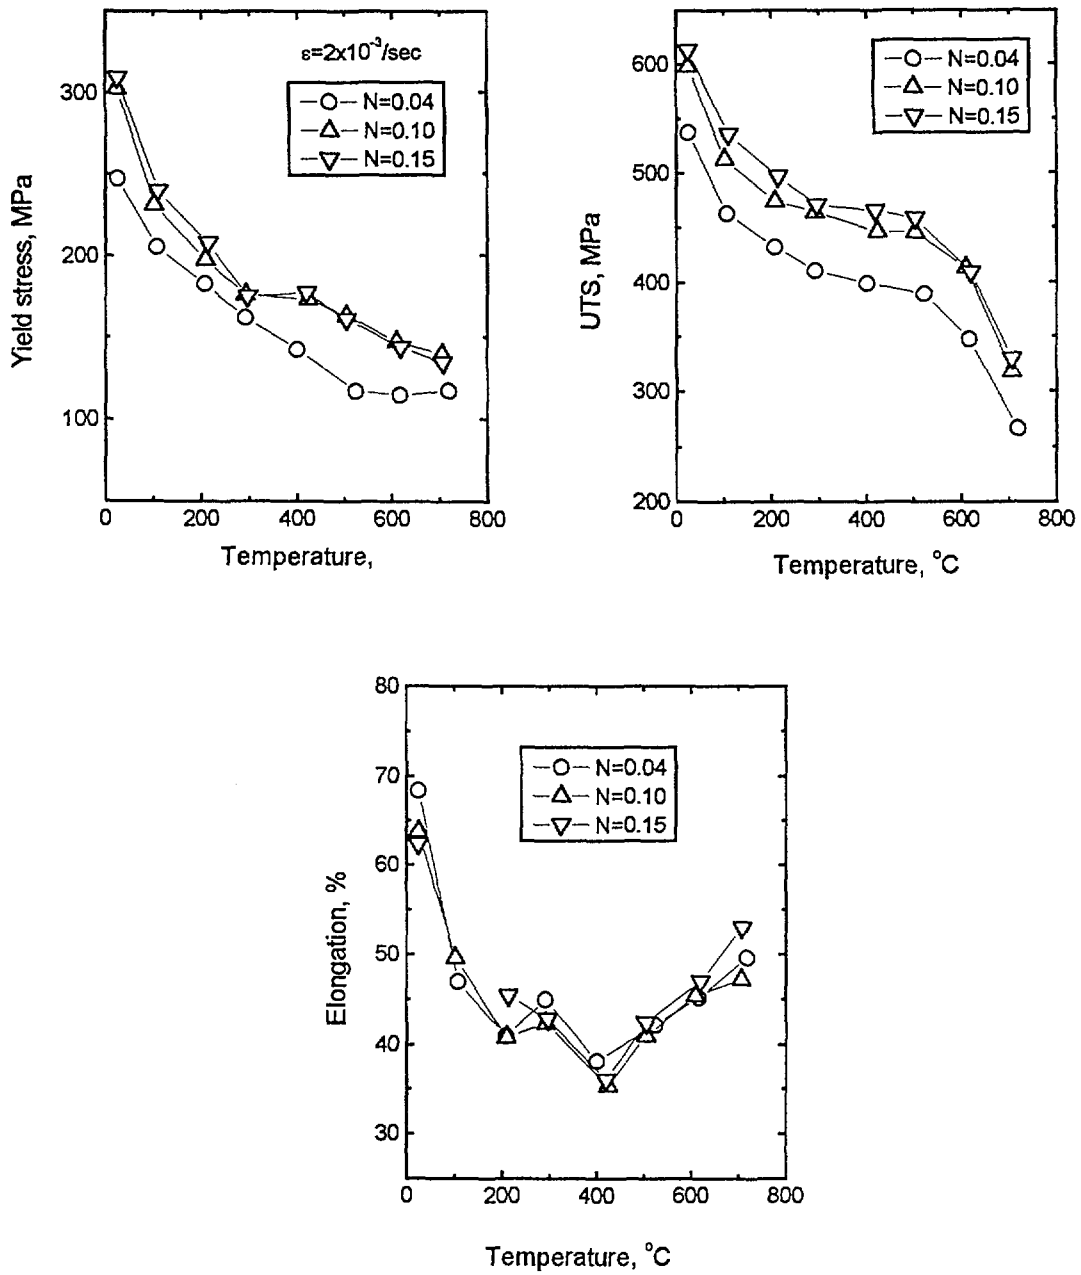 ε=2x10⁻³/sec
N=0.04
N=0.10
N=0.15
300
200
100
Yield stress, MPa
0 200 400 600 800
Temperature,
N=0.04
N=0.10
N=0.15
600
500
400
300
200
UTS, MPa
0 200 400 600 800
Temperature, °C
80
70
60
50
40
30
Elongation, %
N=0.04
N=0.10
N=0.15
0 200 400 600 800
Temperature, °C